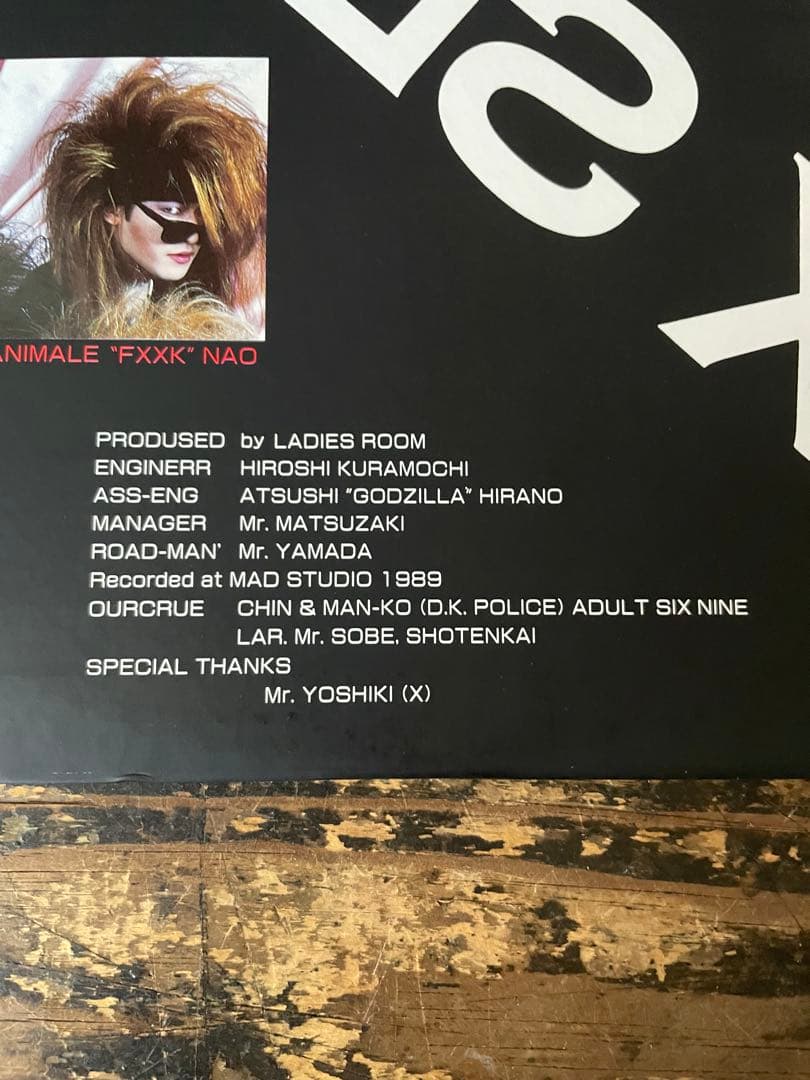 S
X
ANIMALE "FXXK" NAO
PRODUSED by LADIES ROOM
ENGINERR HIROSHI KURAMOCHI
ASS-ENG ATSUSHI "GODZILLA" HIRANO
MANAGER Mr. MATSUZAKI
ROAD-MAN' Mr. YAMADA
Recorded at MAD STUDIO 1989
OURCRUE CHIN & MAN-KO (D.K. POLICE) ADULT SIX NINE
LAR. Mr. SOBE, SHOTENKAI
SPECIAL THANKS
Mr. YOSHIKI (X)